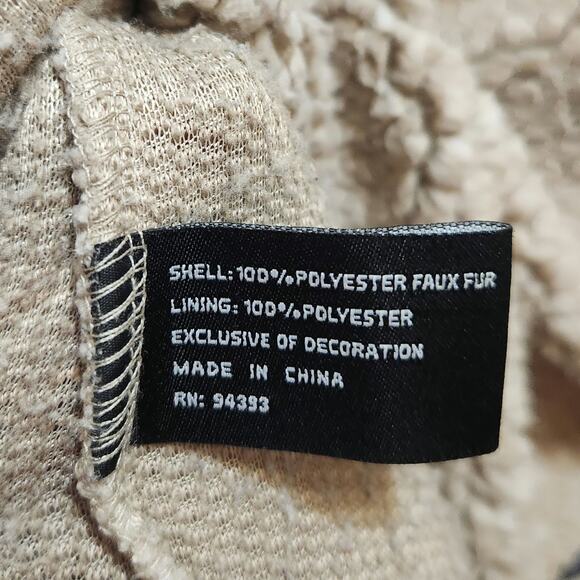 SHELL: 100% POLYESTER FAUX FUR
LINING: 100% POLYESTER
EXCLUSIVE OF DECORATION
MADE IN CHINA
RN: 94393